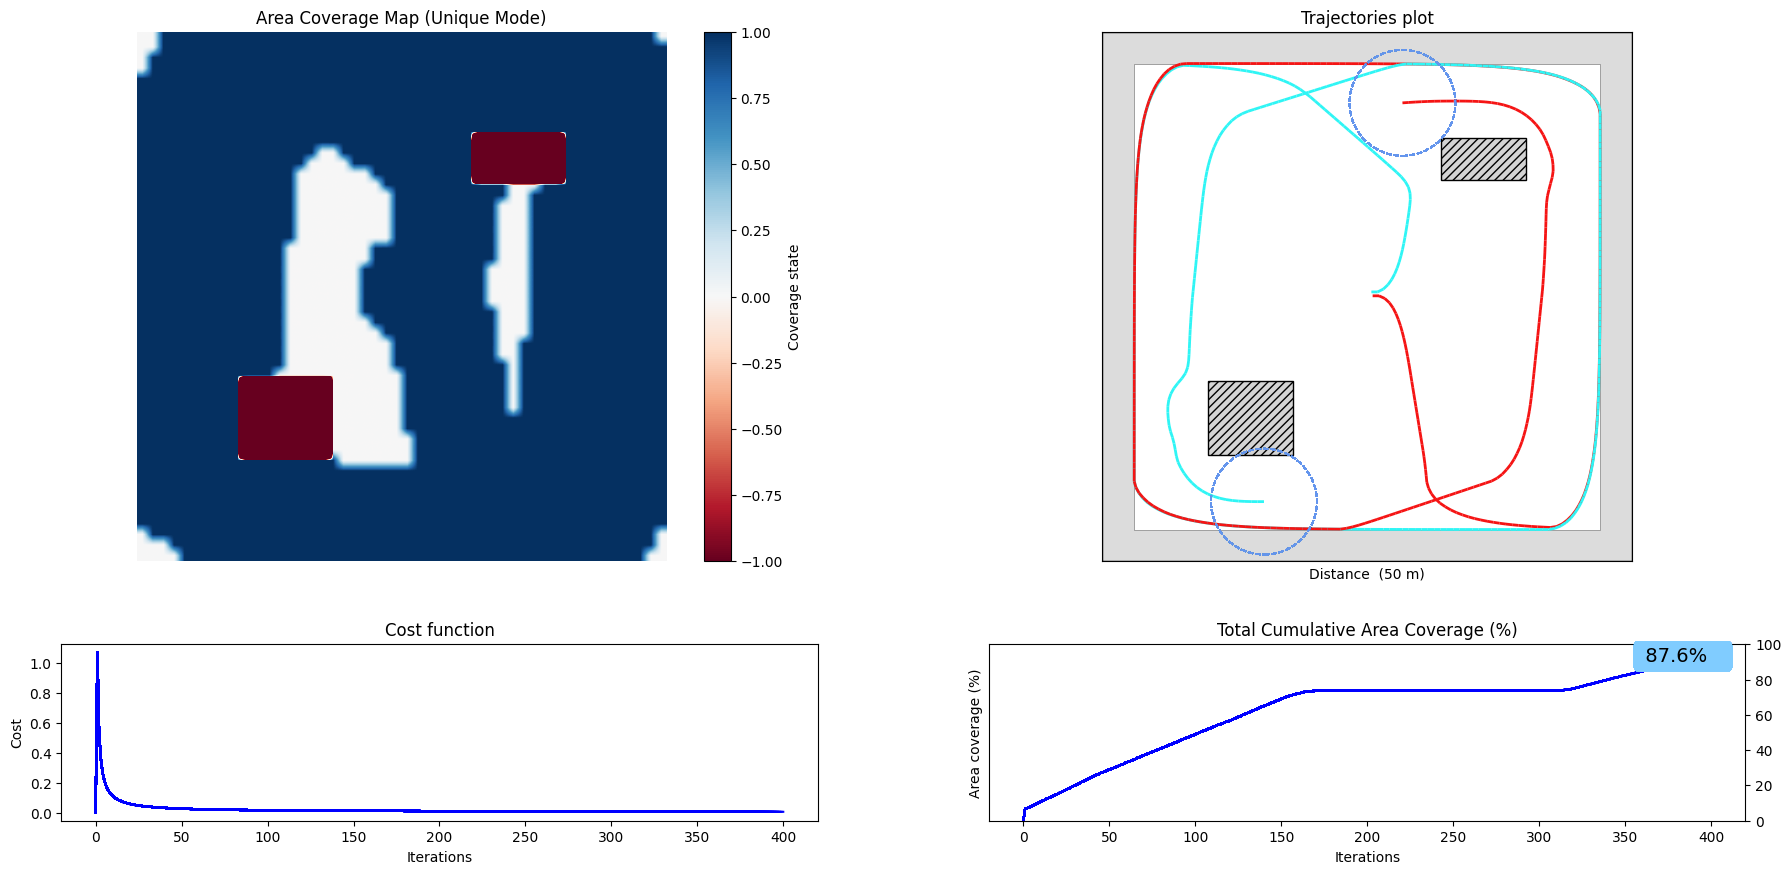 Area Coverage Map (Unique Mode)
1.00
0.75
0.50
0.25
0.00
−0.25
−0.50
−0.75
−1.00
Coverage state
Trajectories plot
Distance  (50 m)
Cost function
1.0
0.8
0.6
0.4
0.2
0.0
Cost
0 50 100 150 200 250 300 350 400
Iterations
Total Cumulative Area Coverage (%)
87.6%
Area coverage (%)
100
80
60
40
20
0
0 50 100 150 200 250 300 350 400
Iterations